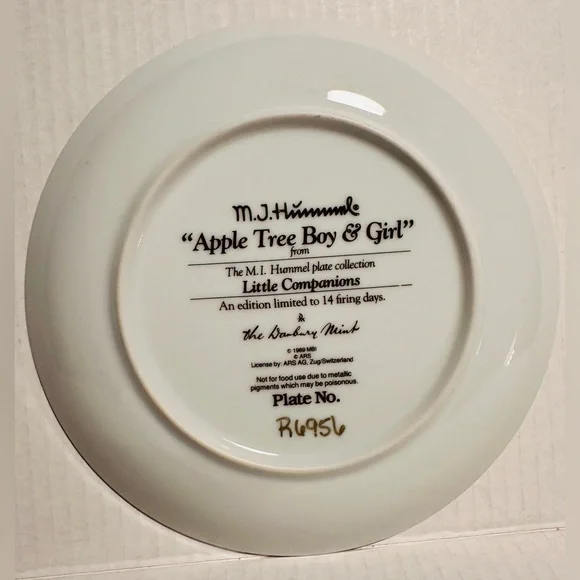 M.J.Hümmel®
“Apple Tree Boy & Girl”
from
The M. I. Hummel plate collection
Little Companions
An edition limited to 14 firing days.
the Danbury Mint
© 1989 MBI
© ARS
License by: ARS AG, Zug/Switzerland
Not for food use due to metallic
pigments which may be poisonous.
Plate No.
R6956